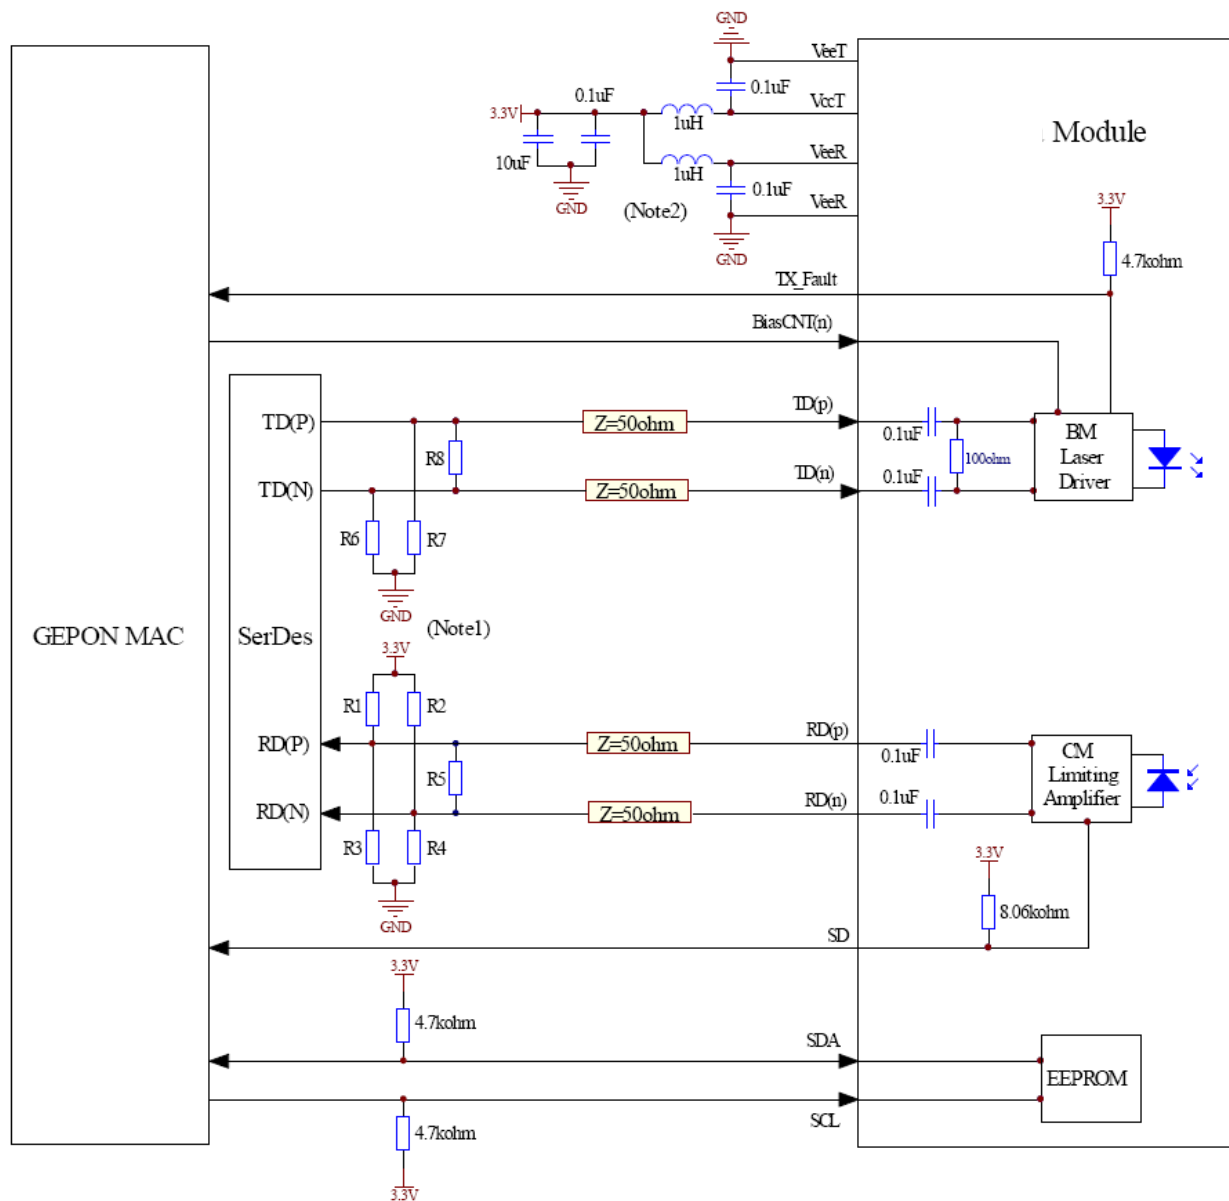 GND
VeeT
0.1uF
0.1uF
3.3V
VccT
1uH
Module
10uF
VeeR
1uH
0.1uF
GND
(Note2)
VeeR
3.3V
GND
4.7kohm
TX_Fault
BiasCNT(n)
TD(P)
Z=50ohm
TD(p)
0.1uF
BM
Laser
Driver
R8
100ohm
TD(N)
Z=50ohm
TD(n)
0.1uF
R6
R7
GND
GEPON MAC
SerDes
(Note1)
3.3V
R1
R2
RD(P)
Z=50ohm
RD(p)
0.1uF
CM
Limiting
Amplifier
R5
RD(N)
Z=50ohm
RD(n)
0.1uF
R3
R4
3.3V
GND
8.06kohm
SD
3.3V
4.7kohm
SDA
EEPROM
SCL
4.7kohm
3.3V